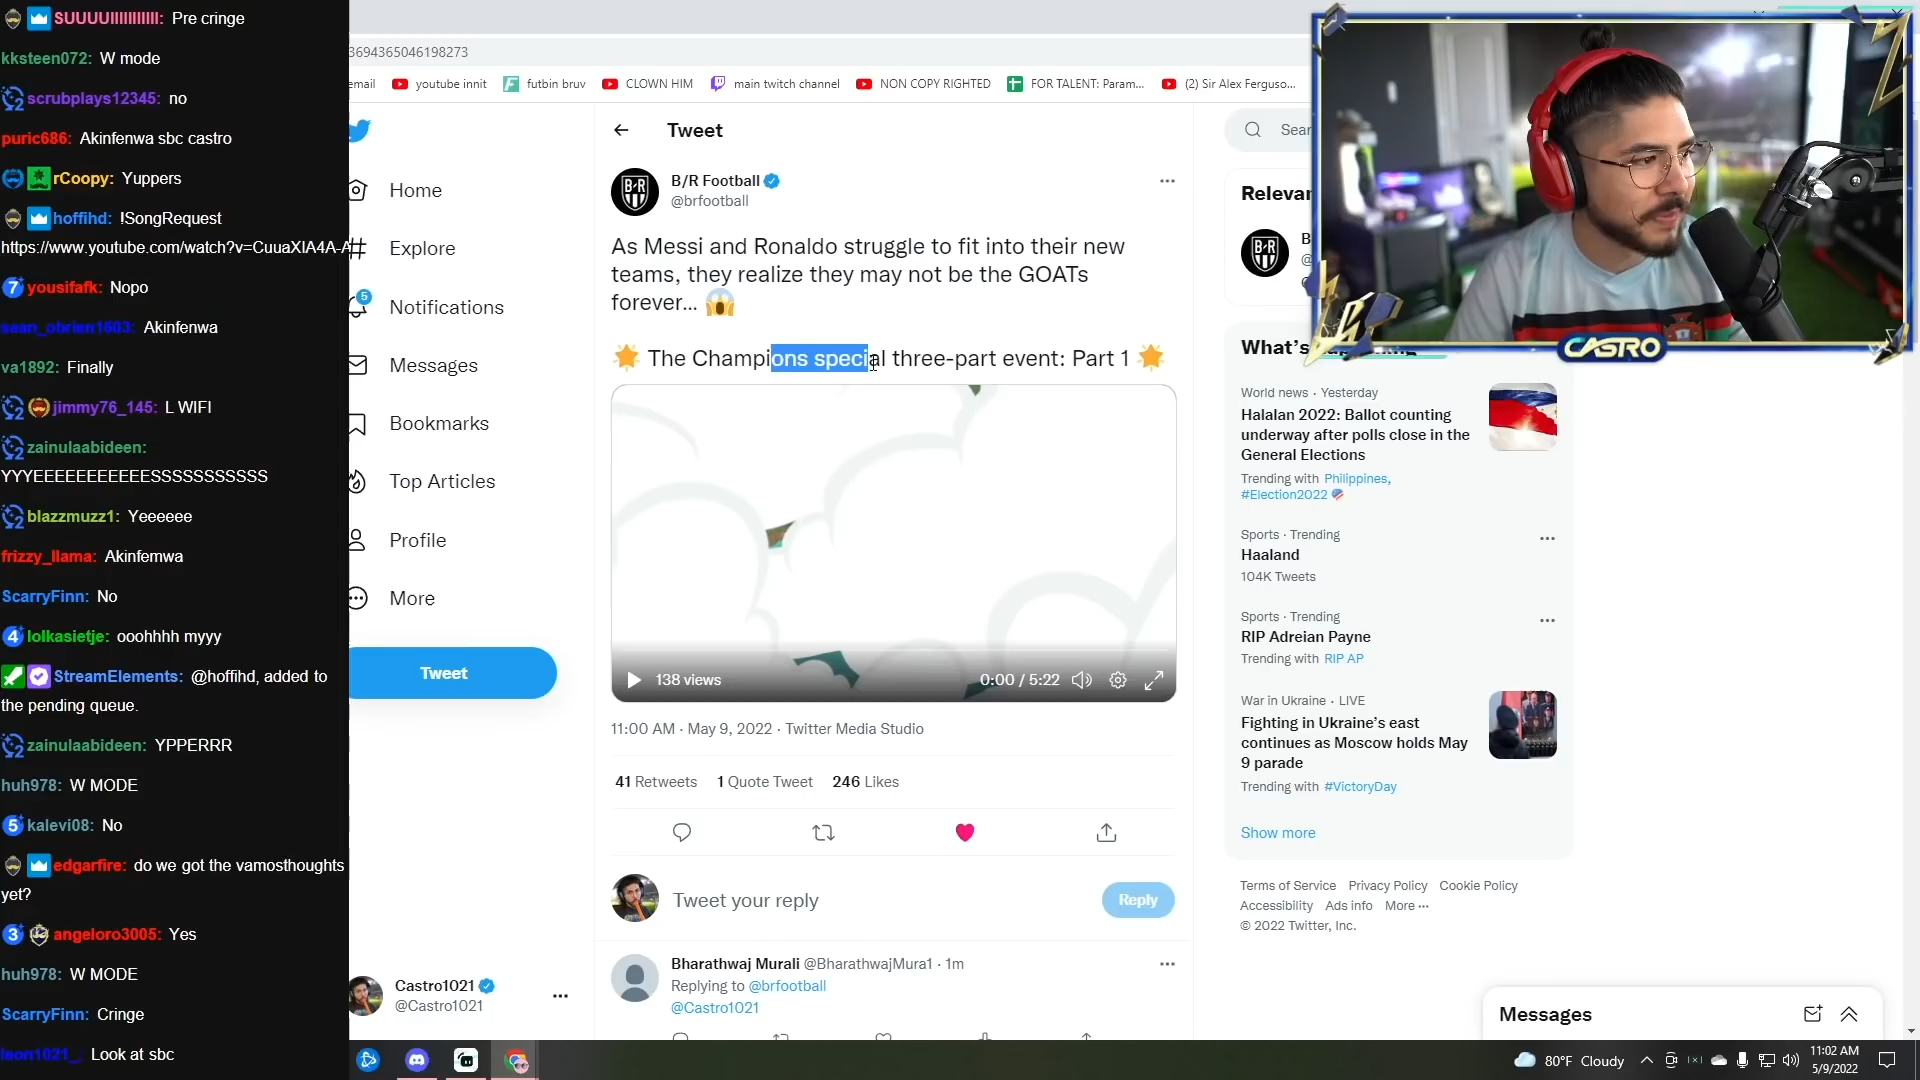 SUUUUIIIIIIIIIII: Pre cringe
kksteen072: W mode
scrubplays12345: no
puric686: Akinfenwa sbc castro
rCoopy: Yuppers
hoffihd: !SongRequest
https://www.youtube.com/watch?v=CuuaXIA4A-A
yousifafk: Nopo
sean_obrien1603: Akinfenwa
va1892: Finally
jimmy76_145: L WIFI
zainulaabideen:
YYYEEEEEEEEEEESSSSSSSSSSS
blazzmuzz1: Yeeeeee
frizzy_llama: Akinfemwa
ScarryFinn: No
lolkasietje: ooohhhh myyy
StreamElements: @hoffihd, added to
the pending queue.
zainulaabideen: YPPERRR
huh978: W MODE
kalevi08: No
edgarfire: do we got the vamosthoughts
yet?
angeloro3005: Yes
huh978: W MODE
ScarryFinn: Cringe
leon1021_: Look at sbc
3694365046198273
email
youtube innit
futbin bruv
CLOWN HIM
main twitch channel
NON COPY RIGHTED
FOR TALENT: Param...
(2) Sir Alex Ferguso...
Home
Explore
5
Notifications
Messages
Bookmarks
Top Articles
Profile
More
Tweet
Castro1021
@Castro1021
Tweet
B/R Football
@brfootball
As Messi and Ronaldo struggle to fit into their new
teams, they realize they may not be the GOATs
forever... 😱
🌟 The Champions special three-part event: Part 1 🌟
138 views
0:00 / 5:22
11:00 AM · May 9, 2022 · Twitter Media Studio
41 Retweets 1 Quote Tweet 246 Likes
Tweet your reply
Reply
Bharathwaj Murali @BharathwajMura1 · 1m
Replying to @brfootball
@Castro1021
Sear
Relevan
B
@
CASTRO
What's
World news · Yesterday
Halalan 2022: Ballot counting
underway after polls close in the
General Elections
Trending with Philippines,
#Election2022
Sports · Trending
Haaland
104K Tweets
Sports · Trending
RIP Adreian Payne
Trending with RIP AP
War in Ukraine · LIVE
Fighting in Ukraine's east
continues as Moscow holds May
9 parade
Trending with #VictoryDay
Show more
Terms of Service Privacy Policy Cookie Policy
Accessibility Ads info More ···
© 2022 Twitter, Inc.
Messages
80°F Cloudy
11:02 AM
5/9/2022